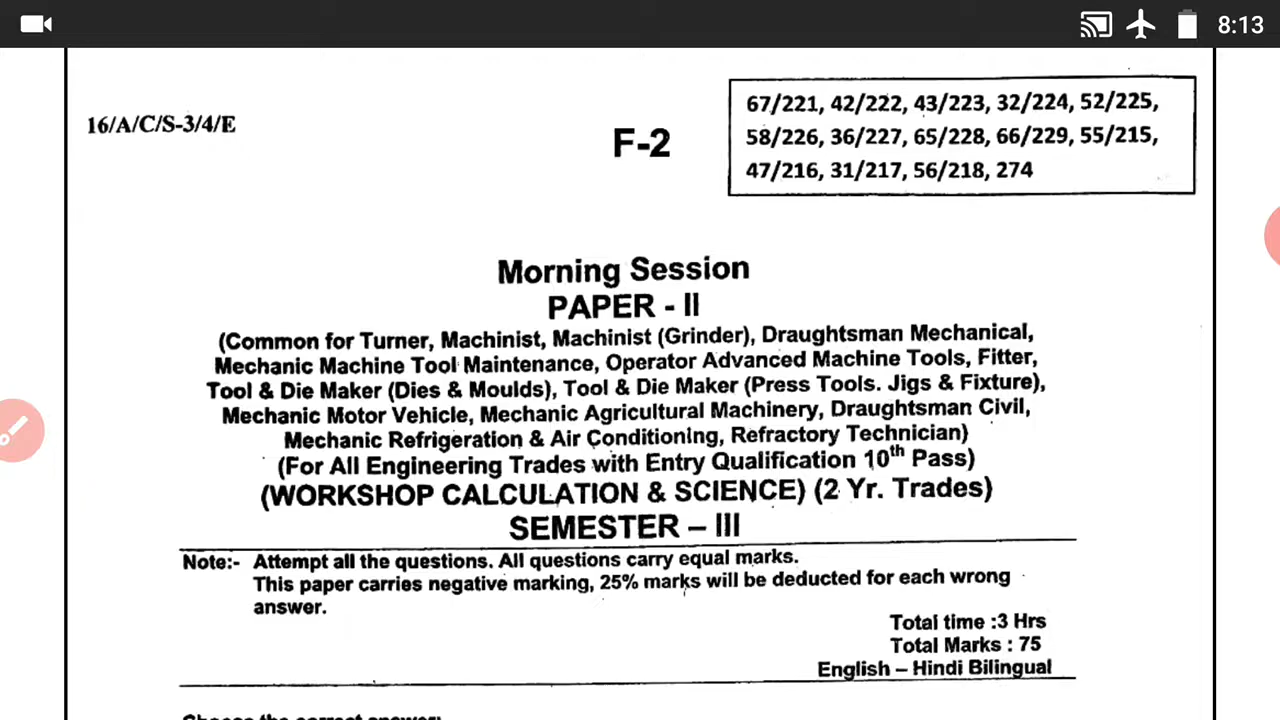 8:13
16/A/C/S-3/4/E
F-2
67/221, 42/222, 43/223, 32/224, 52/225,
58/226, 36/227, 65/228, 66/229, 55/215,
47/216, 31/217, 56/218, 274
Morning Session
PAPER - II
(Common for Turner, Machinist, Machinist (Grinder), Draughtsman Mechanical,
Mechanic Machine Tool Maintenance, Operator Advanced Machine Tools, Fitter,
Tool & Die Maker (Dies & Moulds), Tool & Die Maker (Press Tools. Jigs & Fixture),
Mechanic Motor Vehicle, Mechanic Agricultural Machinery, Draughtsman Civil,
Mechanic Refrigeration & Air Conditioning, Refractory Technician)
(For All Engineering Trades with Entry Qualification 10th Pass)
(WORKSHOP CALCULATION & SCIENCE) (2 Yr. Trades)
SEMESTER – III
Note:- Attempt all the questions. All questions carry equal marks.
This paper carries negative marking, 25% marks will be deducted for each wrong
answer.
Total time :3 Hrs
Total Marks : 75
English – Hindi Bilingual
Choose the correct answer: